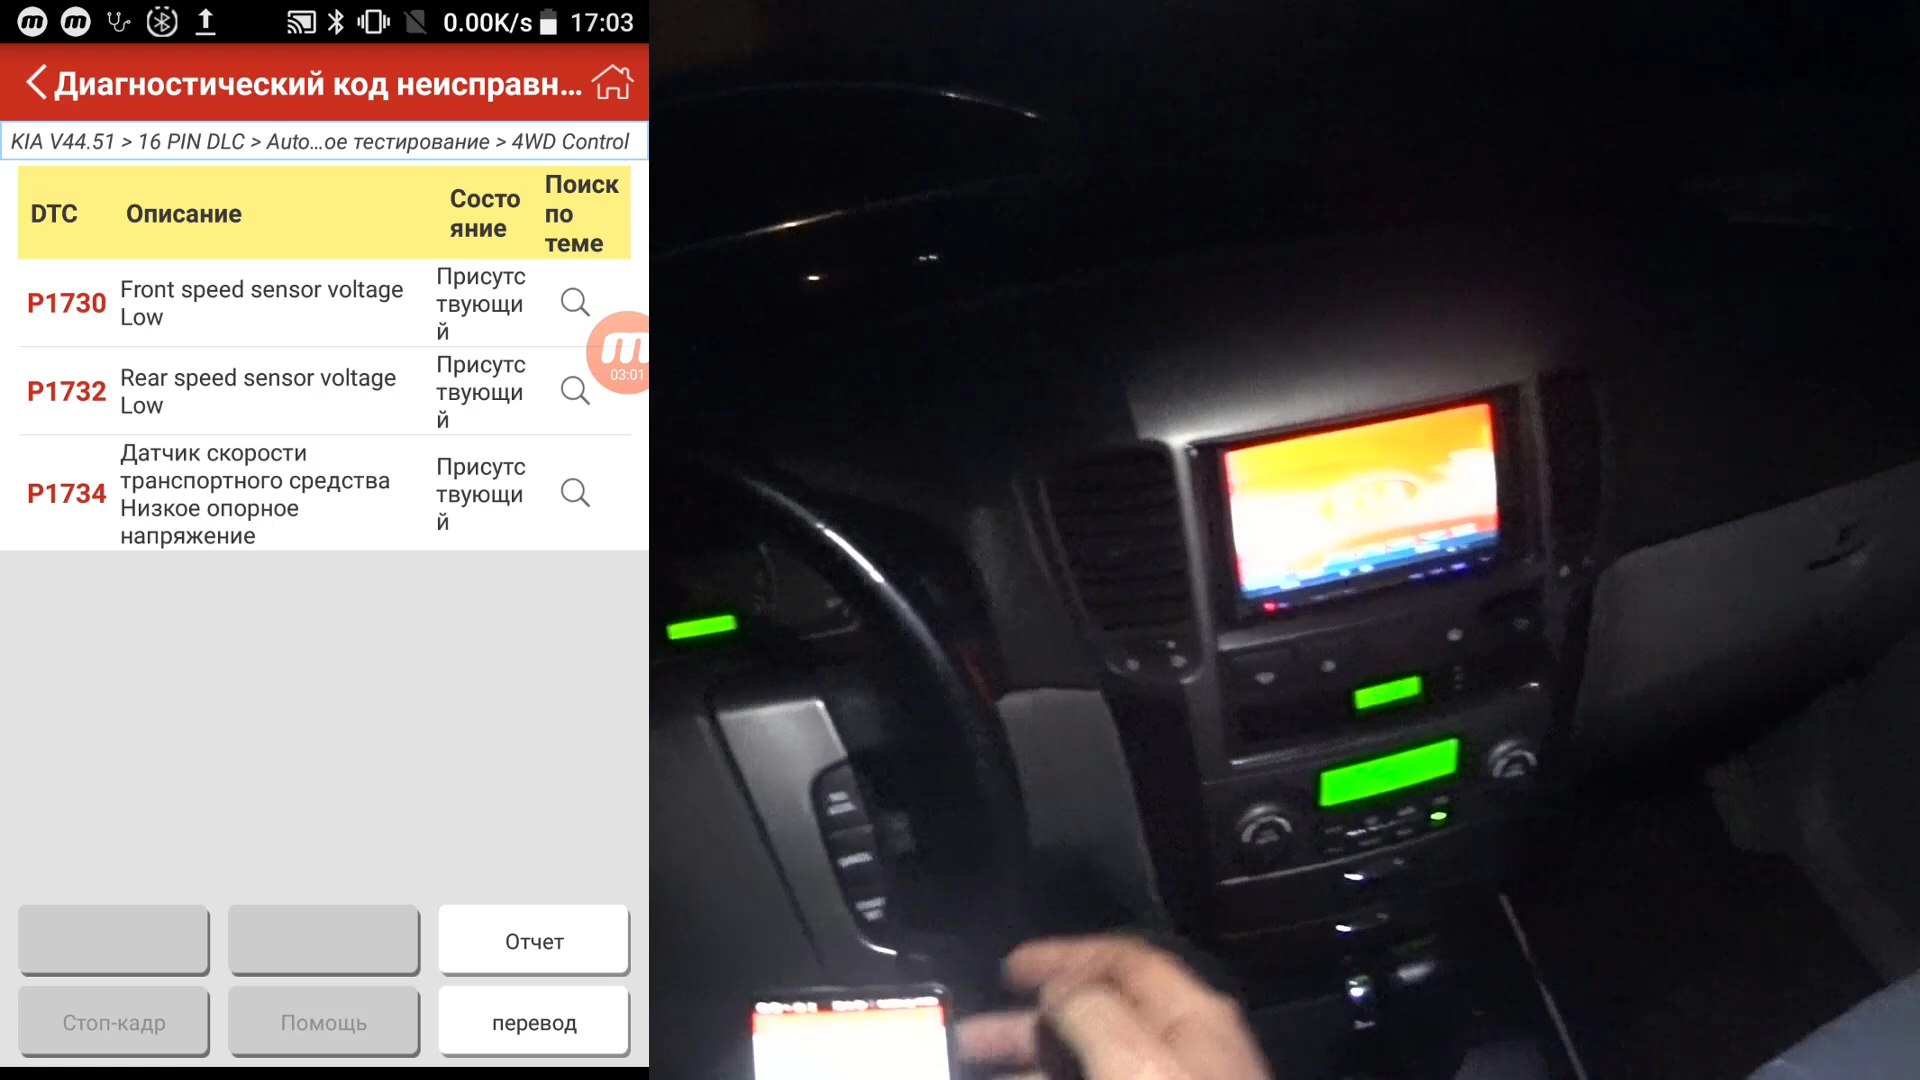 0.00K/s 17:03
Диагностический код неисправн...
KIA V44.51 > 16 PIN DLC > Auto...ое тестирование > 4WD Control
DTC Описание Состо
яние Поиск
по
теме
P1730 Front speed sensor voltage
Low Присутс
твующи
й
P1732 Rear speed sensor voltage
Low Присутс
твующи
й
03:01
P1734 Датчик скорости
транспортного средства
Низкое опорное
напряжение Присутс
твующи
й
Отчет
Стоп-кадр Помощь перевод